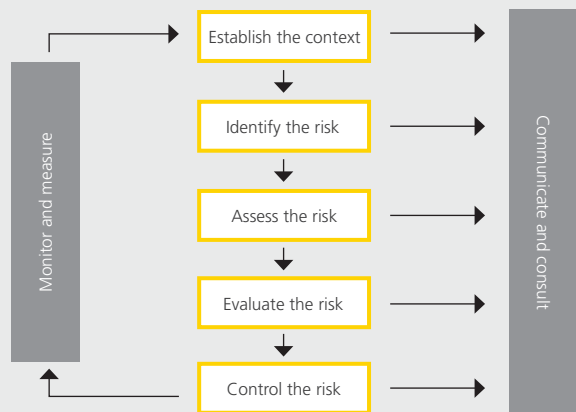 Establish the context
Identify the risk
Assess the risk
Evaluate the risk
Control the risk
Monitor and measure
Communicate and consult